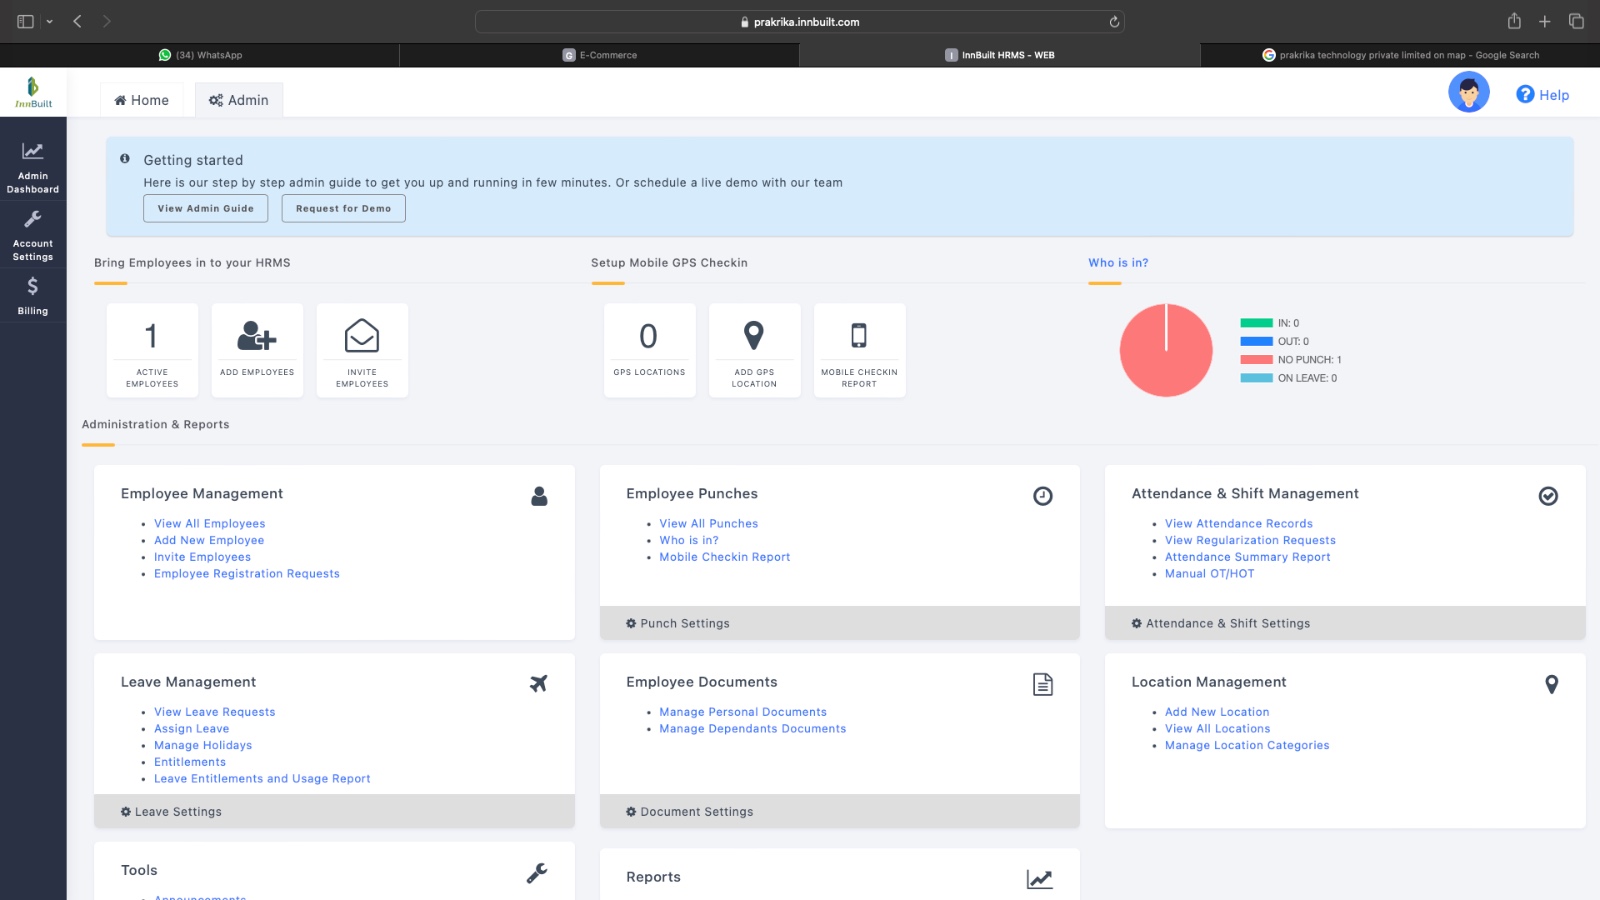 prakrika.innbuilt.com
(34) WhatsApp
G E-Commerce
I InnBuilt HRMS - WEB
prakrika technology private limited on map - Google Search
InnBuilt
Home
Admin
Help
Admin
Dashboard
Account
Settings
Billing
Getting started
Here is our step by step admin guide to get you up and running in few minutes. Or schedule a live demo with our team
View Admin Guide
Request for Demo
Bring Employees in to your HRMS
1
ACTIVE
EMPLOYEES
ADD EMPLOYEES
INVITE
EMPLOYEES
Setup Mobile GPS Checkin
0
GPS LOCATIONS
ADD GPS
LOCATION
MOBILE CHECKIN
REPORT
Who is in?
IN: 0
OUT: 0
NO PUNCH: 1
ON LEAVE: 0
Administration & Reports
Employee Management
View All Employees
Add New Employee
Invite Employees
Employee Registration Requests
Employee Punches
View All Punches
Who is in?
Mobile Checkin Report
Punch Settings
Attendance & Shift Management
View Attendance Records
View Regularization Requests
Attendance Summary Report
Manual OT/HOT
Attendance & Shift Settings
Leave Management
View Leave Requests
Assign Leave
Manage Holidays
Entitlements
Leave Entitlements and Usage Report
Leave Settings
Employee Documents
Manage Personal Documents
Manage Dependants Documents
Document Settings
Location Management
Add New Location
View All Locations
Manage Location Categories
Tools
Announcements
Reports